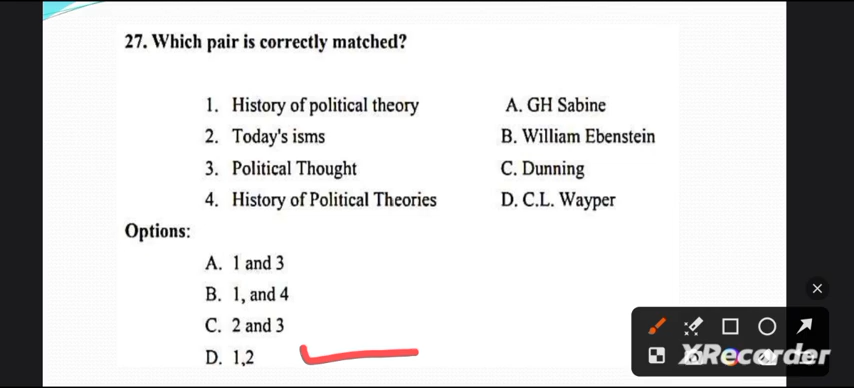 27. Which pair is correctly matched?
1. History of political theory A. GH Sabine
2. Today's isms B. William Ebenstein
3. Political Thought C. Dunning
4. History of Political Theories D. C.L. Wayper
Options:
A. 1 and 3
B. 1, and 4
C. 2 and 3
D. 1,2
XRecorder